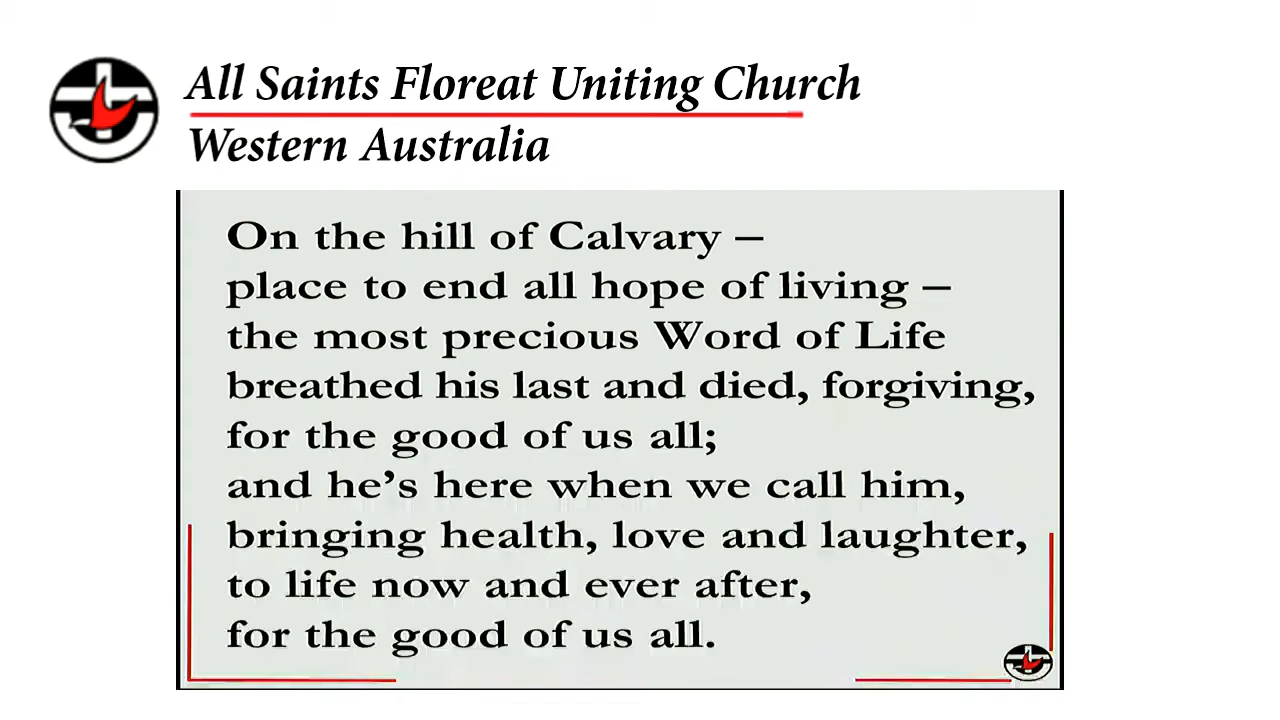 All Saints Floreat Uniting Church
Western Australia
On the hill of Calvary –
place to end all hope of living –
the most precious Word of Life
breathed his last and died, forgiving,
for the good of us all;
and he’s here when we call him,
bringing health, love and laughter,
to life now and ever after,
for the good of us all.